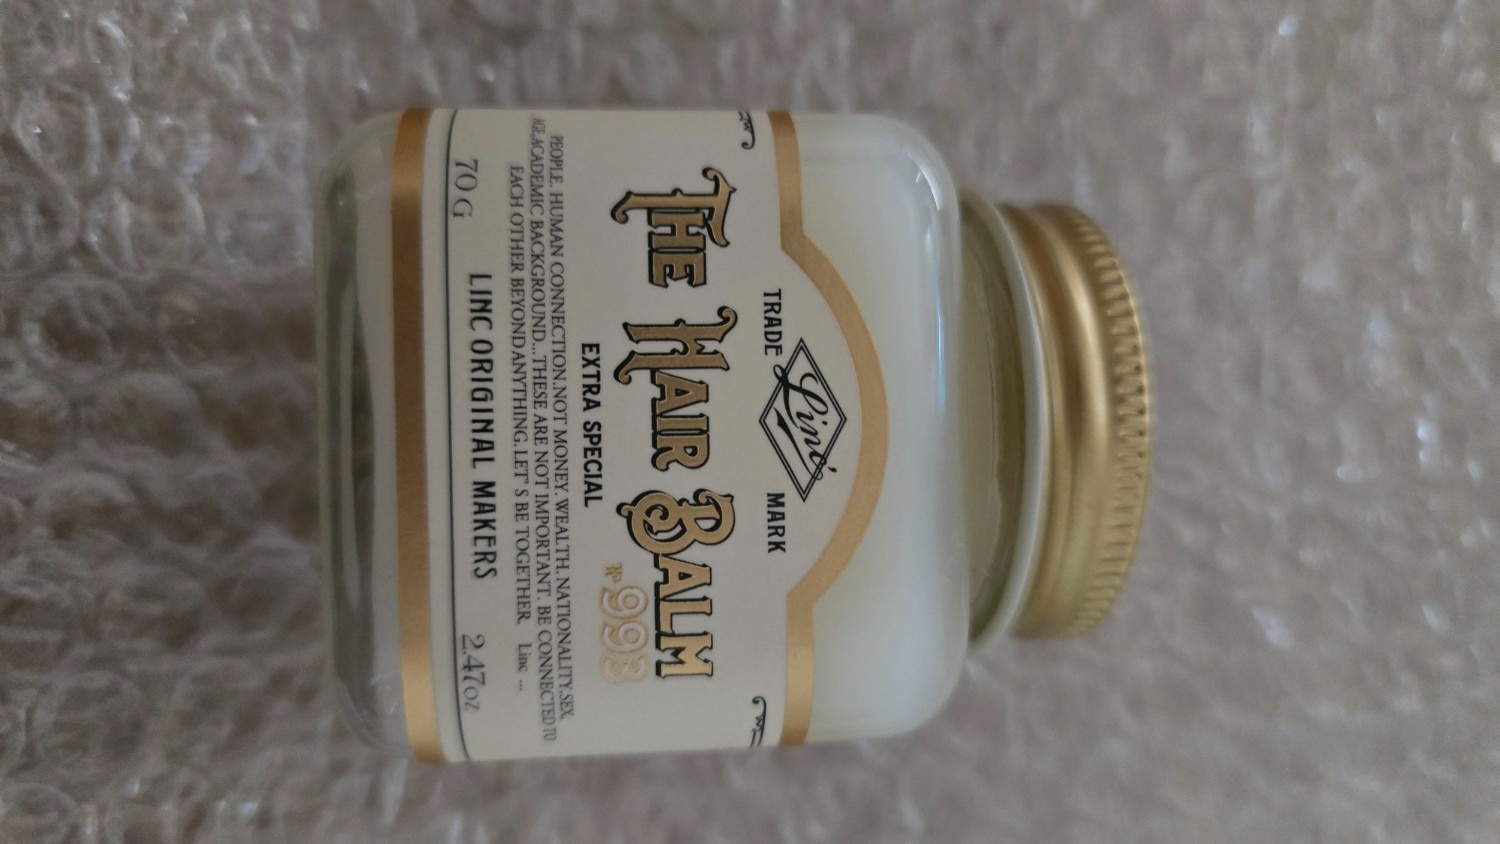 TRADE Linc' MARK
THE HAIR BALM
Nº 993
EXTRA SPECIAL
PEOPLE. HUMAN CONNECTION.NOT MONEY. WEALTH. NATIONALITY.SEX,
AGE,ACADEMIC BACKGROUND...THESE ARE NOT IMPORTANT. BE CONNECTED TO
EACH OTHER BEYOND ANYTHING. LET' S BE TOGETHER. Linc ...
70 G LINC ORIGINAL MAKERS 2.47oz